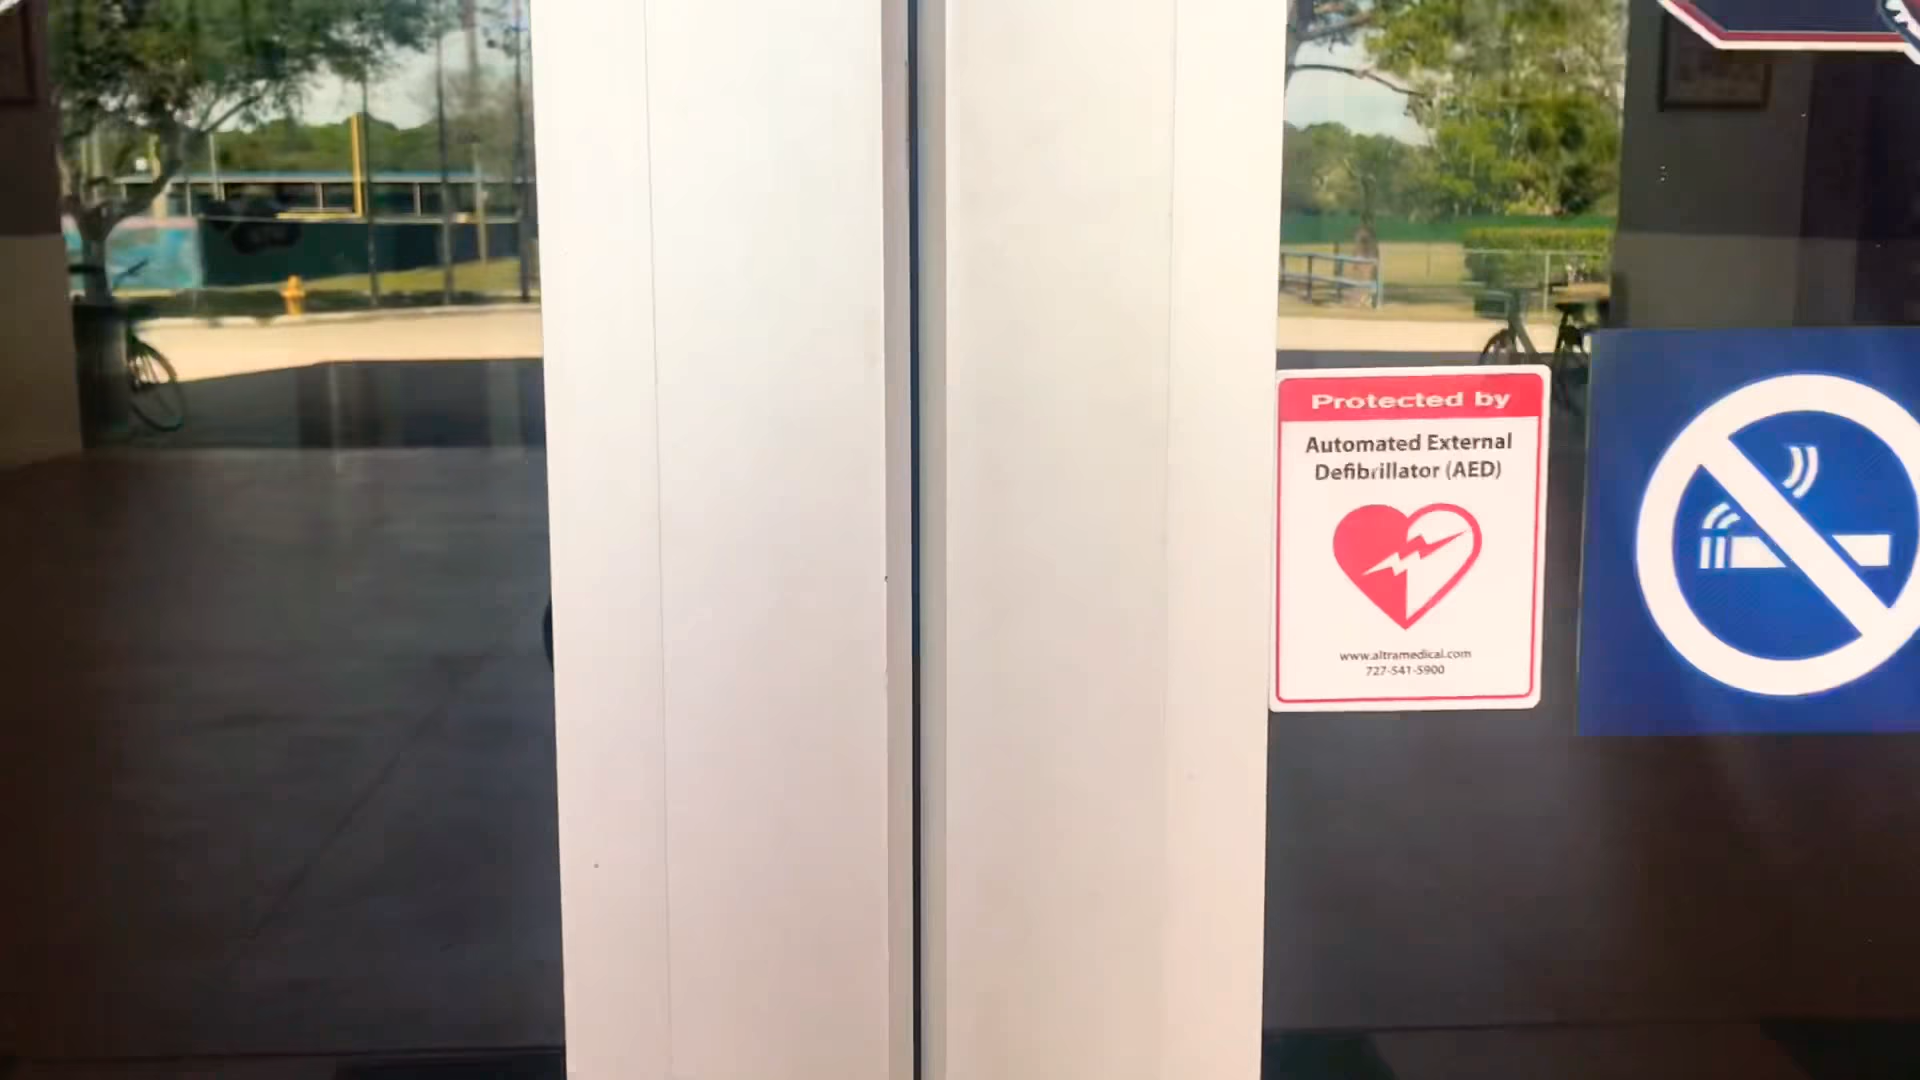 Protected by
Automated External
Defibrillator (AED)
www.altramedical.com
727-541-5900